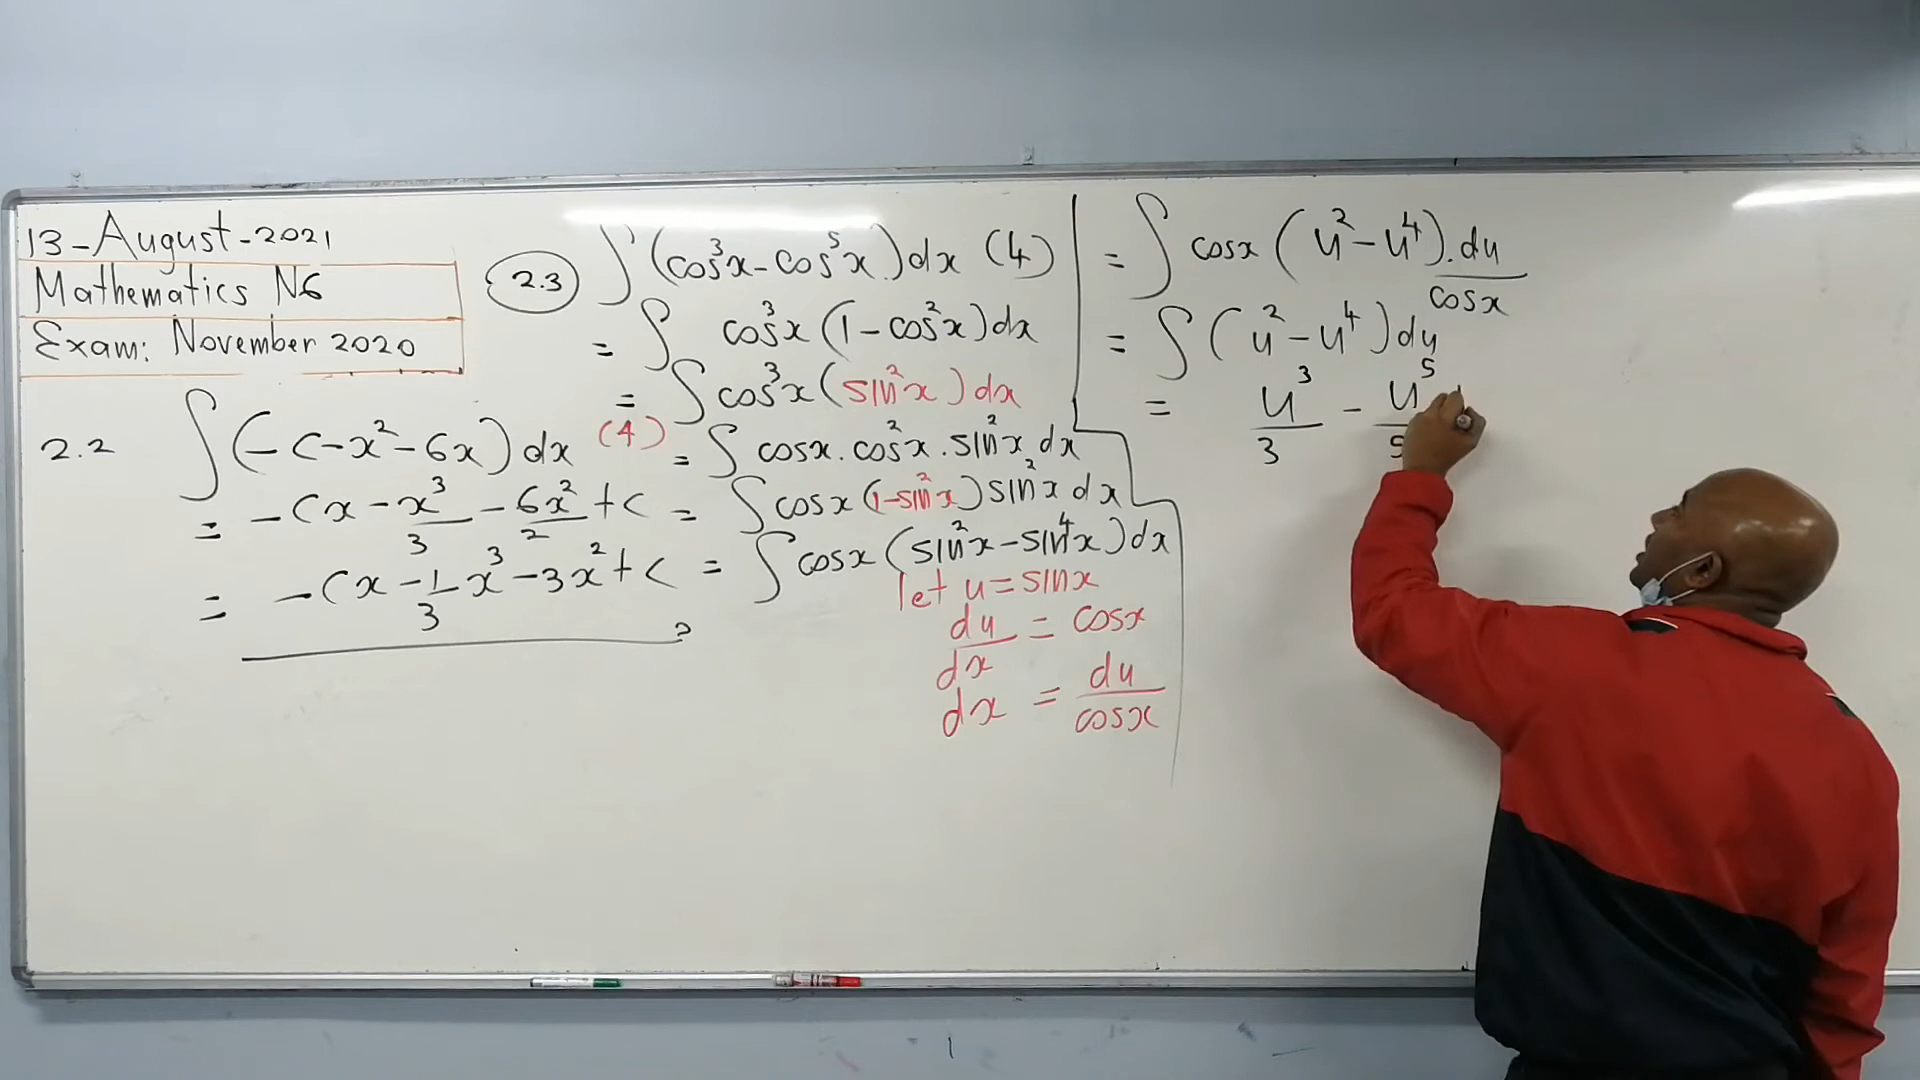 13-August-2021
Mathematics N6
Exam: November 2020
2.2 ∫(-c-x²-6x)dx (4)
= -cx - x³/3 - 6x²/2 + c
= -cx - 1/3 x³ - 3x² + c
2.3 ∫(cos³x - cos⁵x)dx (4)
= ∫ cos³x(1 - cos²x)dx
= ∫ cos³x(sin²x)dx
= ∫ cosx.cos²x.sin²x dx
= ∫ cosx(1-sin²x)sin²x dx
= ∫ cosx(sin²x - sin⁴x)dx
let u = sinx
du/dx = cosx
dx = du/cosx
= ∫ cosx (u² - u⁴).du/cosx
= ∫ (u² - u⁴)du
= u³/3 - u⁵/5